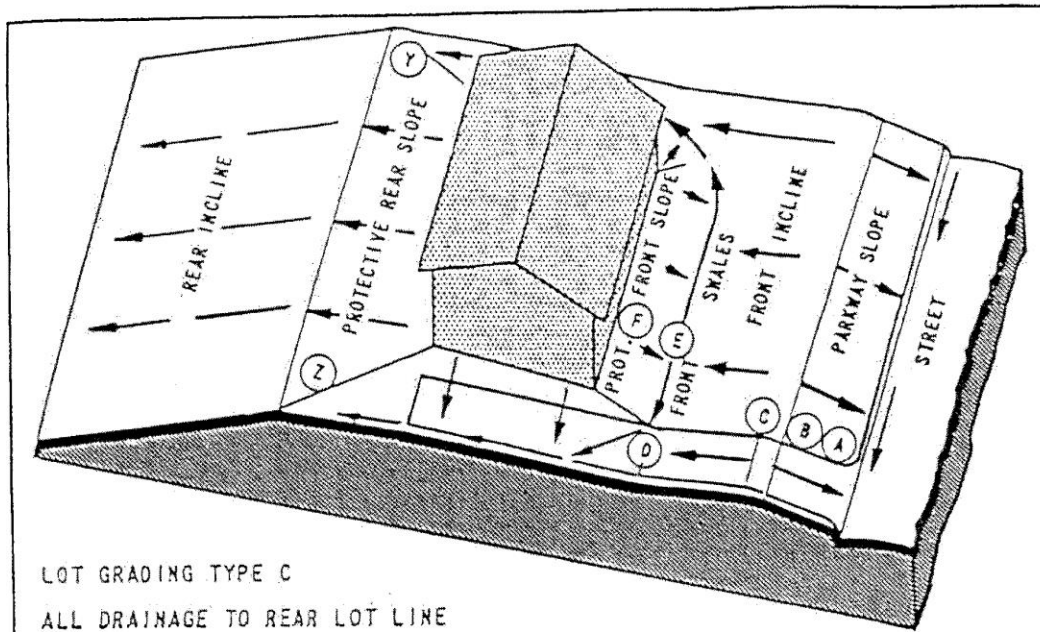 Y
REAR INCLINE
PROTECTIVE REAR SLOPE
PROT. FRONT SLOPE
SWALES
FRONT
FRONT INCLINE
PARKWAY SLOPE
STREET
F
E
Z
D
C
B
A
LOT GRADING TYPE C
ALL DRAINAGE TO REAR LOT LINE